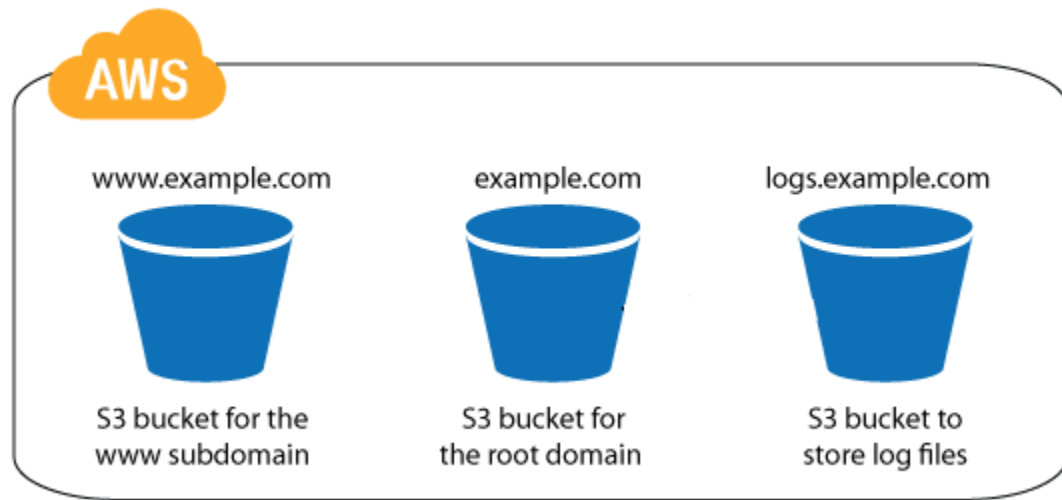 AWS
www.example.com
example.com
logs.example.com
S3 bucket for the
www subdomain
S3 bucket for
the root domain
S3 bucket to
store log files